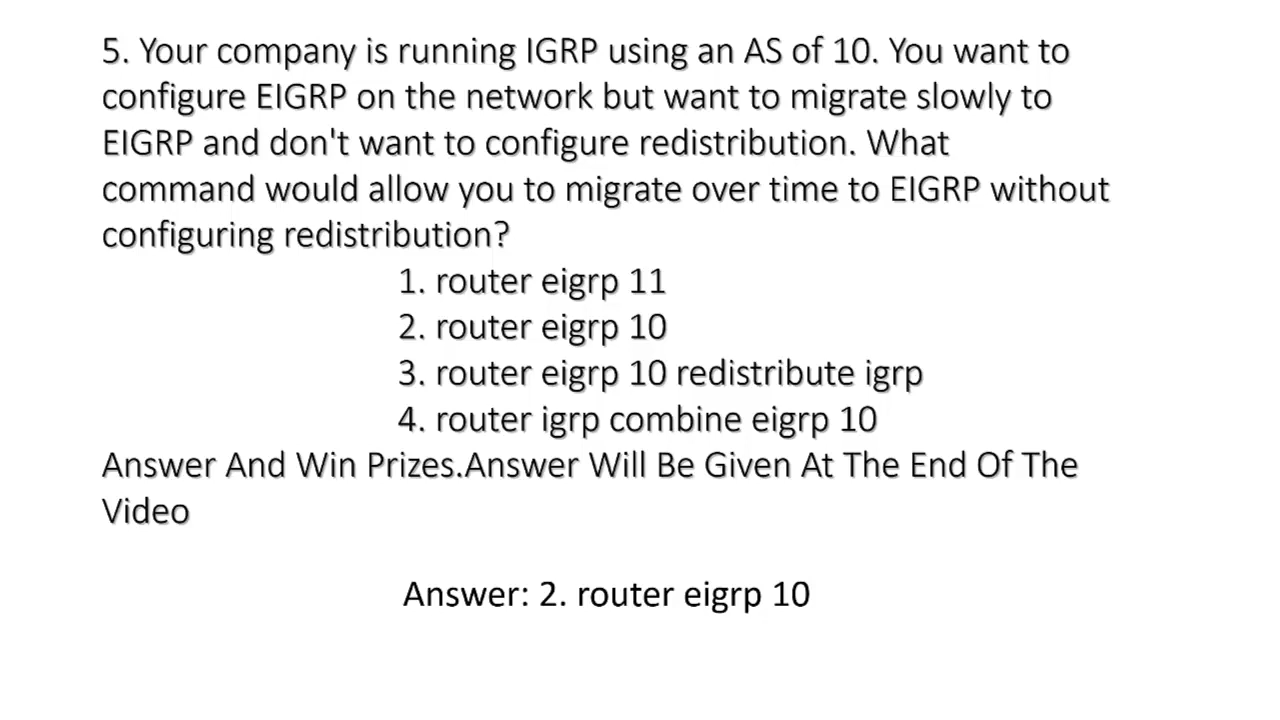 5. Your company is running IGRP using an AS of 10. You want to
configure EIGRP on the network but want to migrate slowly to
EIGRP and don't want to configure redistribution. What
command would allow you to migrate over time to EIGRP without
configuring redistribution?
1. router eigrp 11
2. router eigrp 10
3. router eigrp 10 redistribute igrp
4. router igrp combine eigrp 10
Answer And Win Prizes.Answer Will Be Given At The End Of The
Video
Answer: 2. router eigrp 10